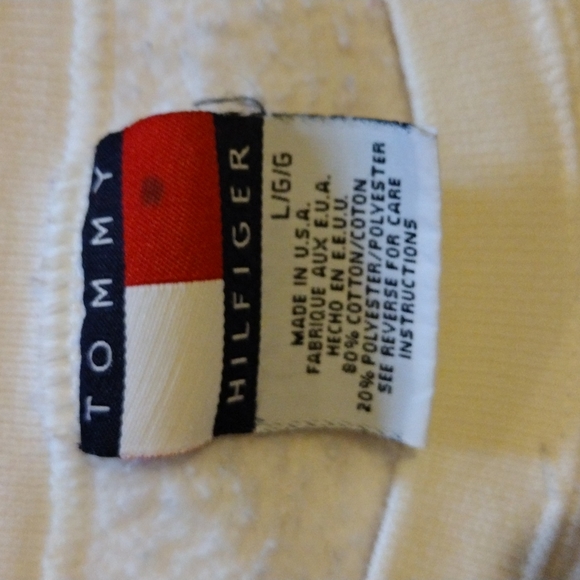 TOMMY
HILFIGER
L/G/G
MADE IN U.S.A.
FABRIQUE AUX E.U.A.
HECHO EN E.E.U.U.
80% COTTON/COTON
20% POLYESTER/POLYESTER
SEE REVERSE FOR CARE
INSTRUCTIONS